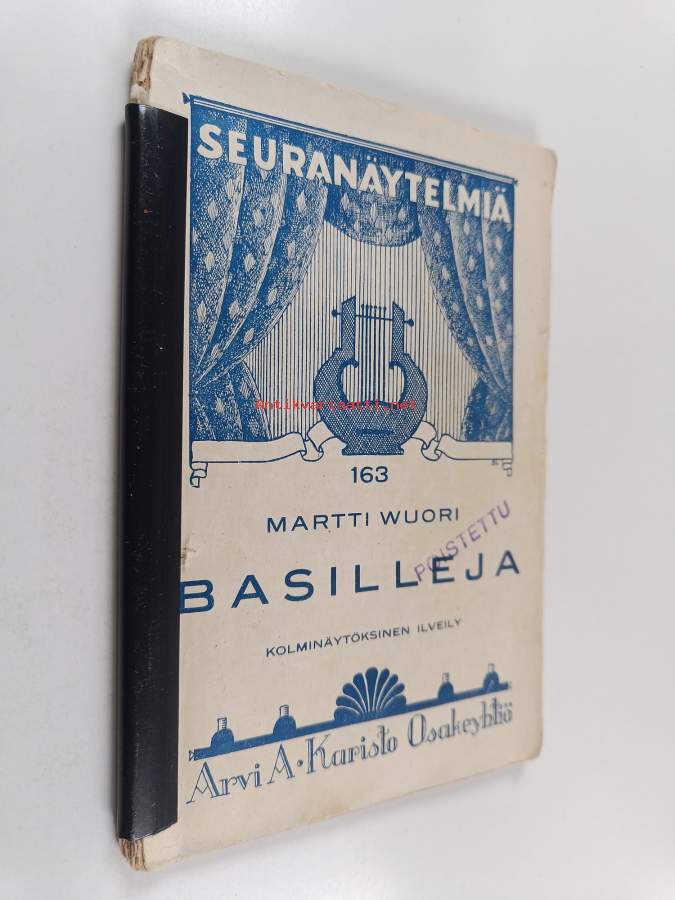 SEURANÄYTELMIÄ
Antikvariaatti.net
163
MARTTI WUORI
POISTETTU
BASILLEJA
KOLMINÄYTÖKSINEN ILVEILY
Arvi A. Karisto Osakeyhtiö